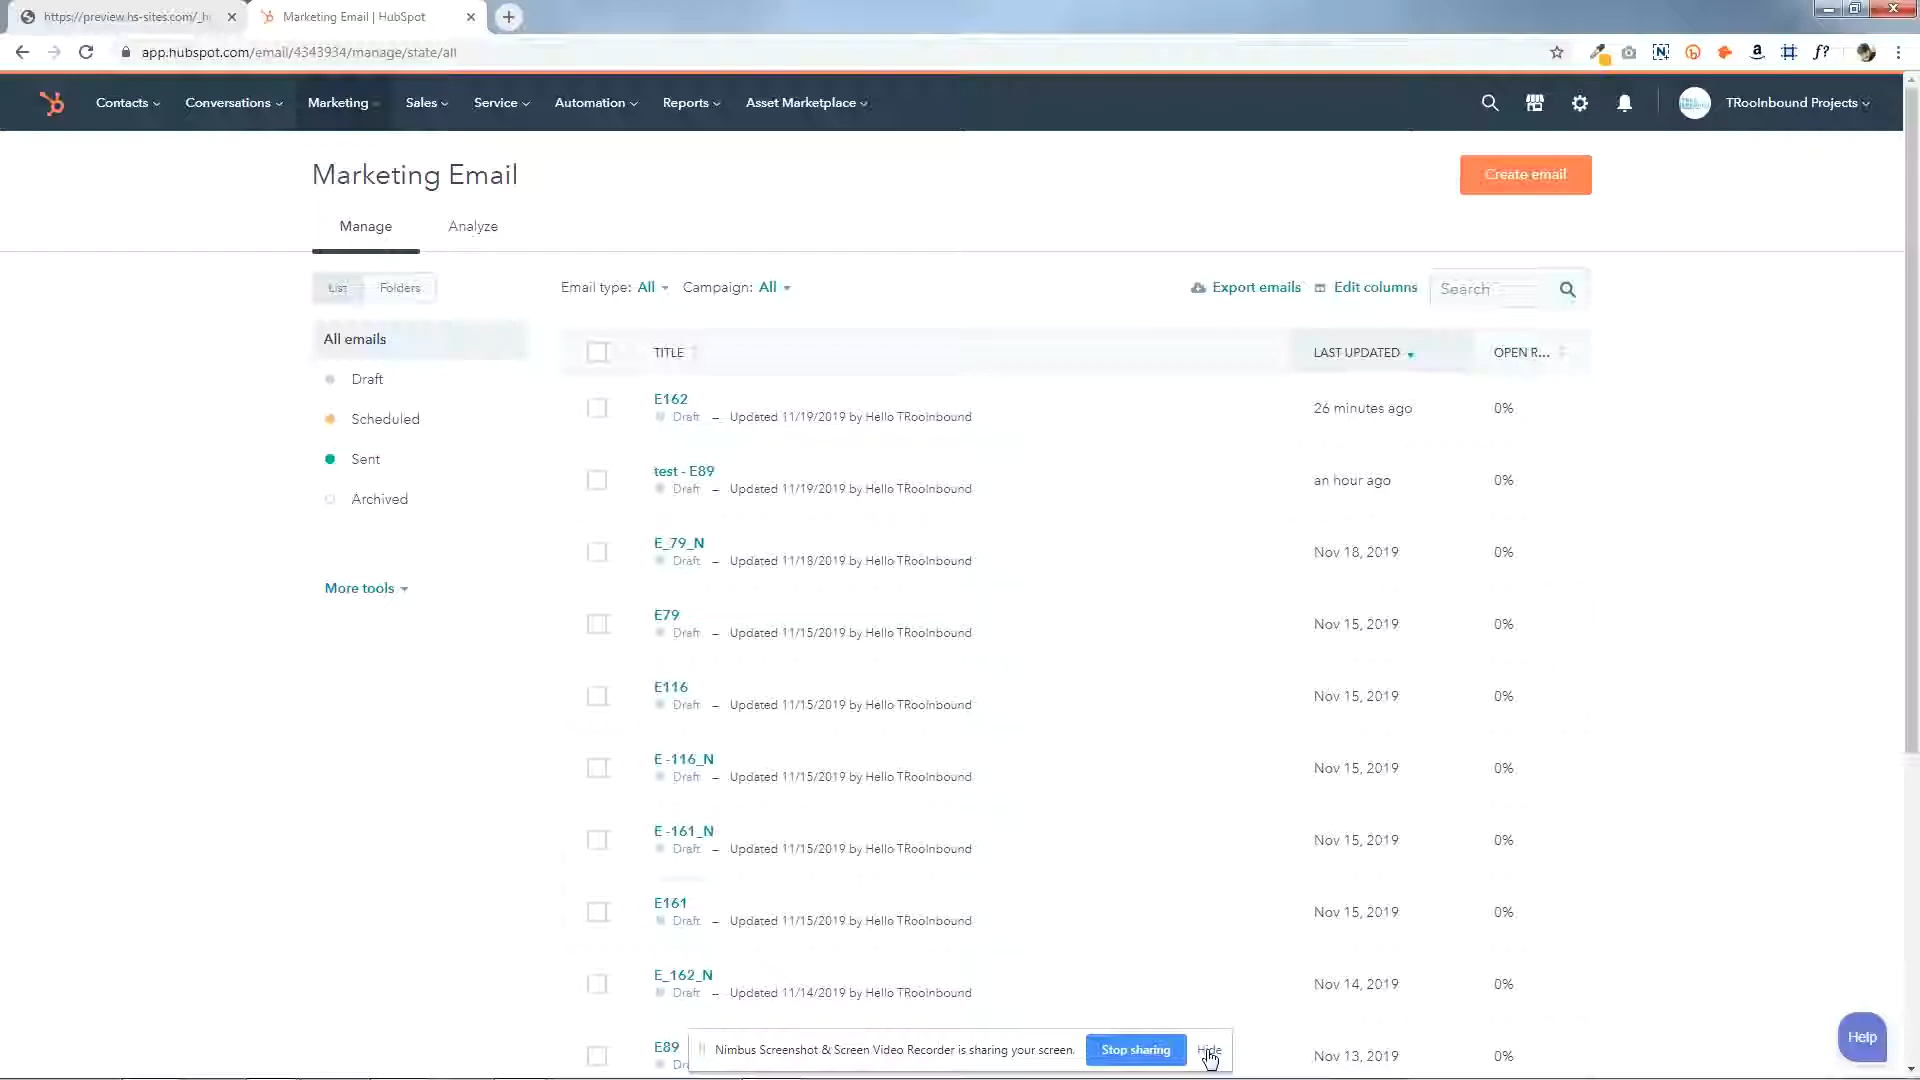 https://preview.hs-sites.com/_h
Marketing Email | HubSpot
app.hubspot.com/email/4343934/manage/state/all
Contacts
Conversations
Marketing
Sales
Service
Automation
Reports
Asset Marketplace
TRooInbound Projects
Marketing Email
Create email
Manage
Analyze
List
Folders
Email type: All
Campaign: All
Export emails
Edit columns
Search
All emails
Draft
Scheduled
Sent
Archived
More tools
TITLE
LAST UPDATED
OPEN R...
E162
Draft – Updated 11/19/2019 by Hello TRooInbound
26 minutes ago
0%
test - E89
Draft – Updated 11/19/2019 by Hello TRooInbound
an hour ago
0%
E_79_N
Draft – Updated 11/18/2019 by Hello TRooInbound
Nov 18, 2019
0%
E79
Draft – Updated 11/15/2019 by Hello TRooInbound
Nov 15, 2019
0%
E116
Draft – Updated 11/15/2019 by Hello TRooInbound
Nov 15, 2019
0%
E -116_N
Draft – Updated 11/15/2019 by Hello TRooInbound
Nov 15, 2019
0%
E -161_N
Draft – Updated 11/15/2019 by Hello TRooInbound
Nov 15, 2019
0%
E161
Draft – Updated 11/15/2019 by Hello TRooInbound
Nov 15, 2019
0%
E_162_N
Draft – Updated 11/14/2019 by Hello TRooInbound
Nov 14, 2019
0%
E89
Nov 13, 2019
0%
Nimbus Screenshot & Screen Video Recorder is sharing your screen.
Stop sharing
Hide
Help